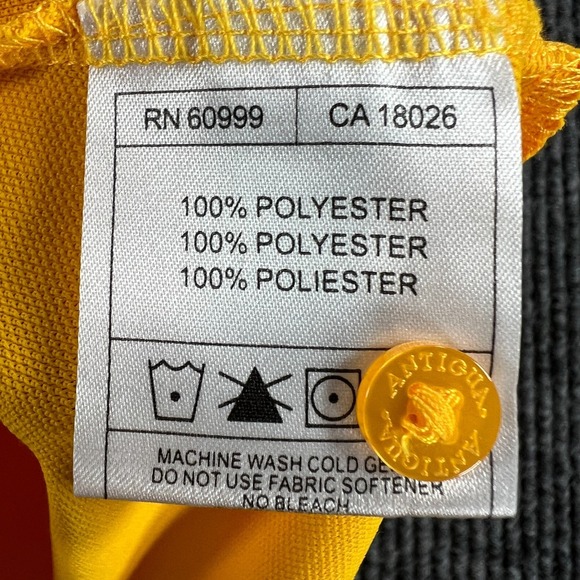 RN 60999 CA 18026
100% POLYESTER
100% POLYESTER
100% POLIESTER
ANTIGUA
ANTIGUA
MACHINE WASH COLD
DO NOT USE FABRIC SOFTENER
NO BLEACH